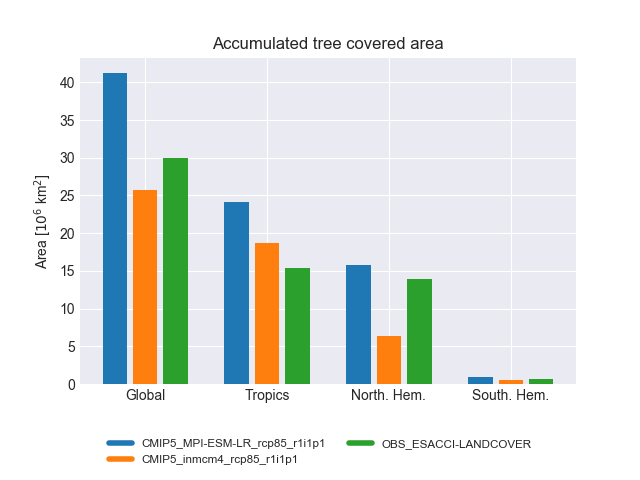 Accumulated tree covered area
Area [10⁶ km²]
40
35
30
25
20
15
10
5
0
Global Tropics North. Hem. South. Hem.
CMIP5_MPI-ESM-LR_rcp85_r1i1p1 OBS_ESACCI-LANDCOVER
CMIP5_inmcm4_rcp85_r1i1p1